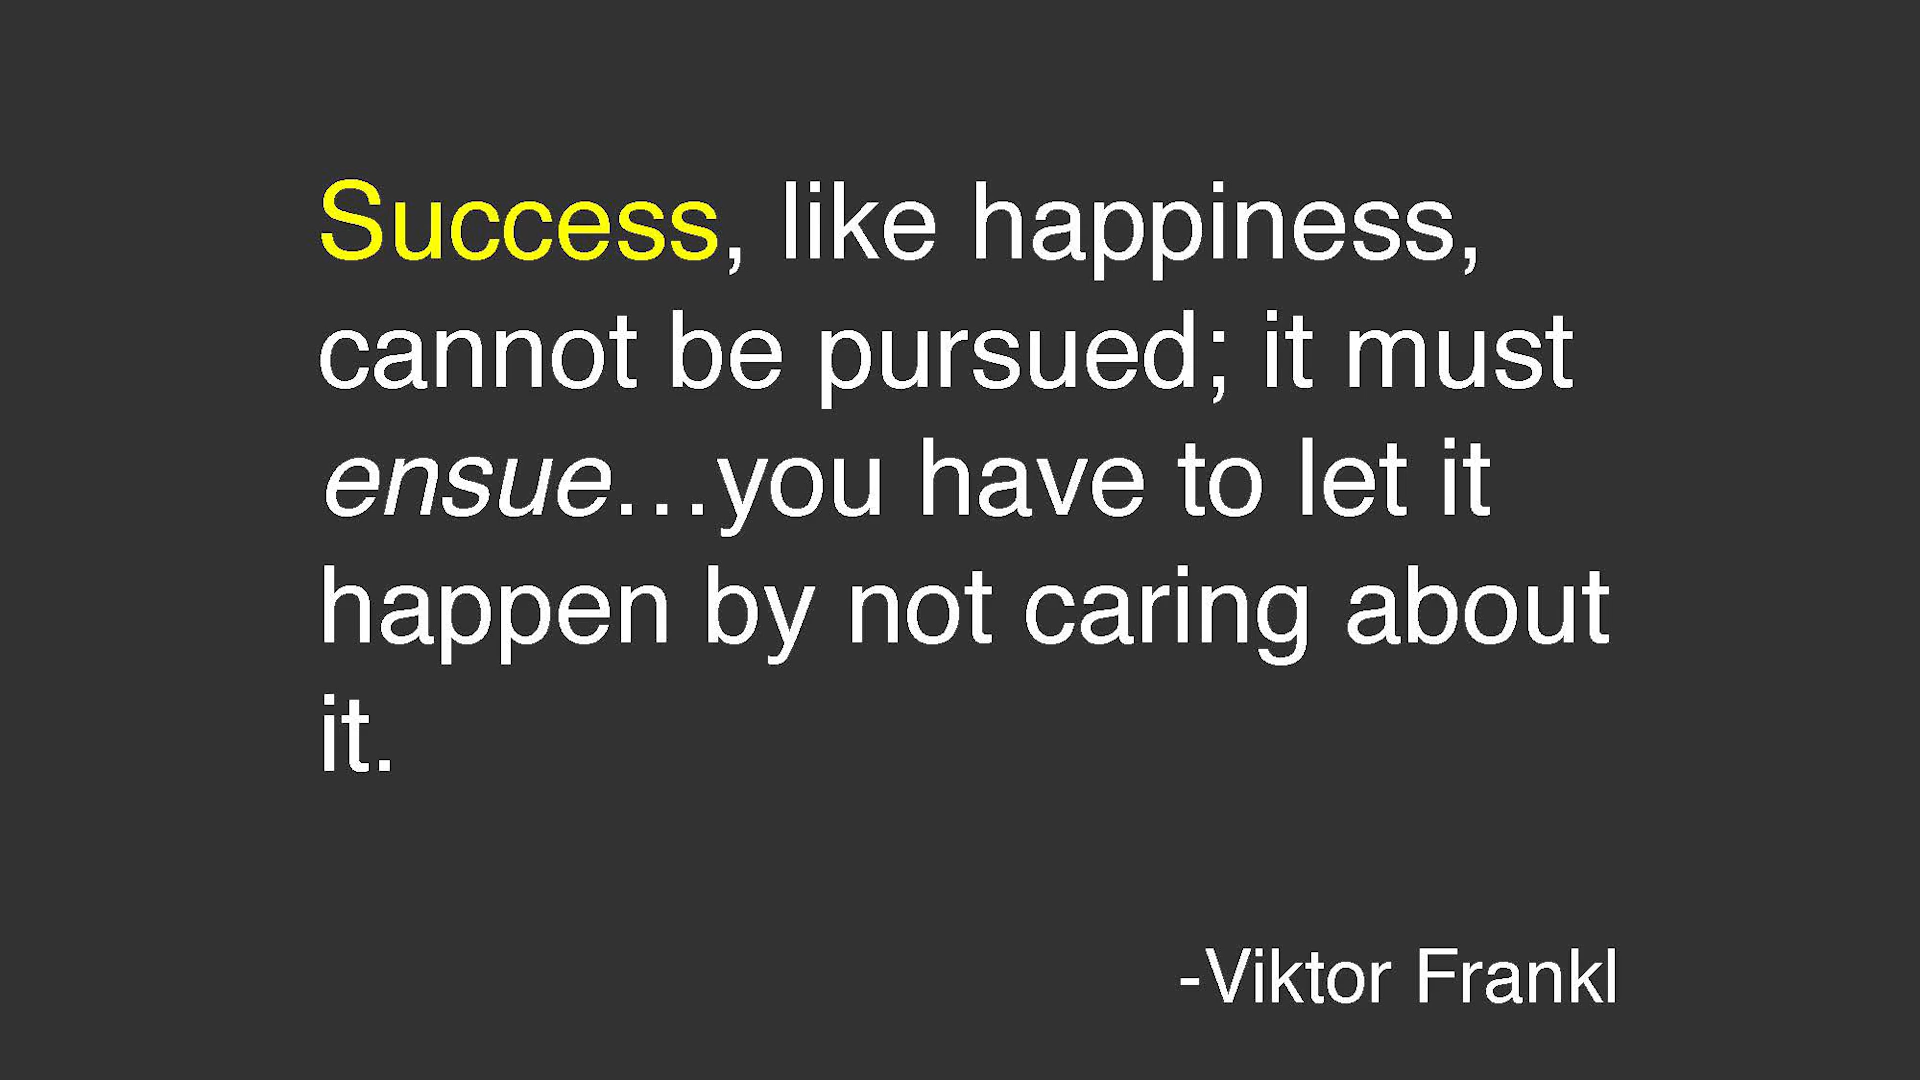 Success, like happiness,
cannot be pursued; it must
ensue…you have to let it
happen by not caring about
it.
-Viktor Frankl